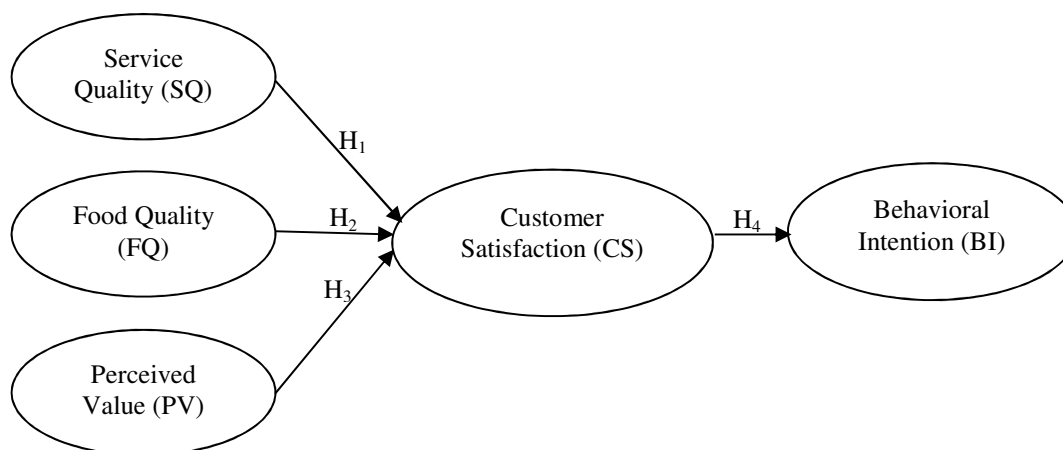 Service
Quality (SQ)
H₁
Food Quality
(FQ)
H₂
Perceived
Value (PV)
H₃
Customer
Satisfaction (CS)
H₄
Behavioral
Intention (BI)